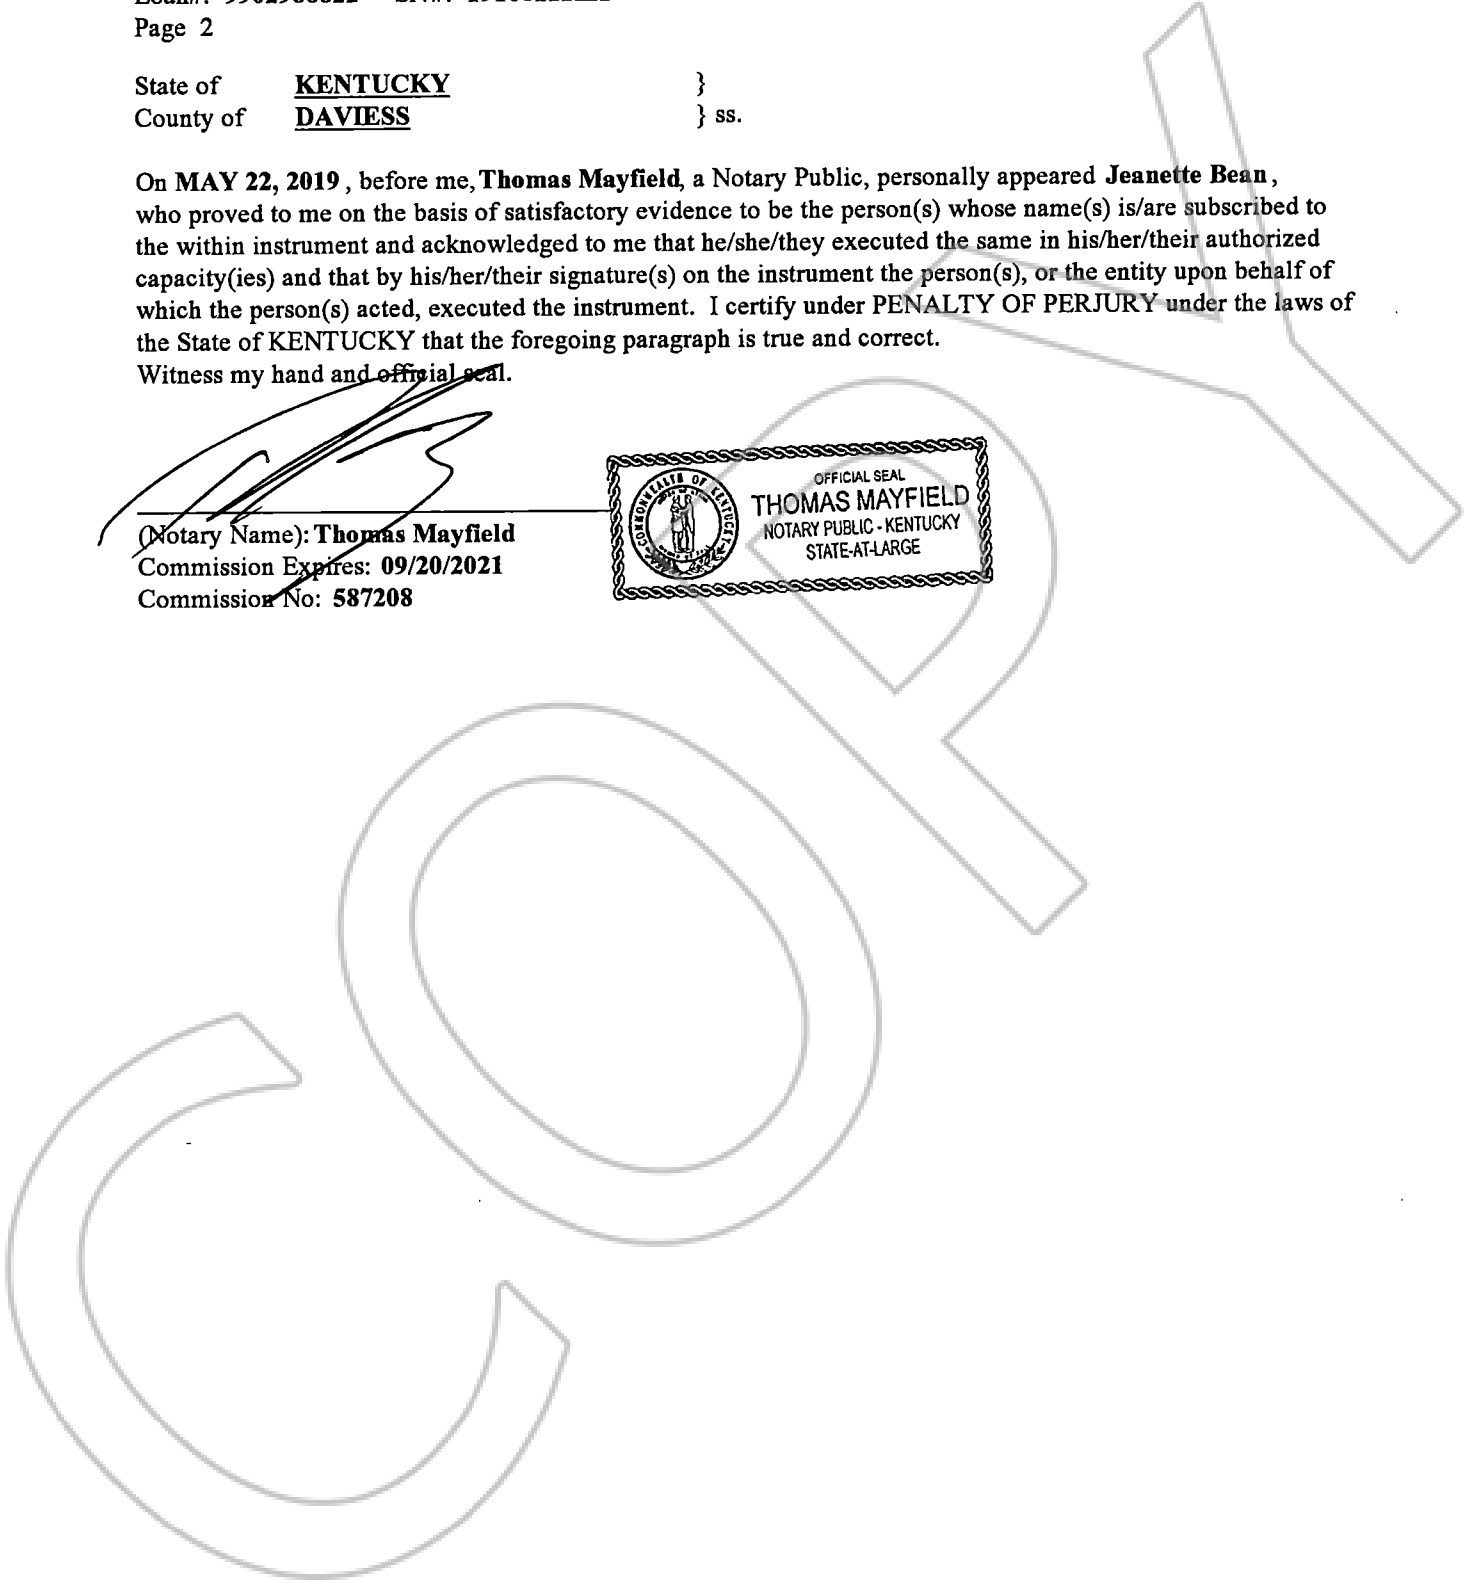 Page 2
State of KENTUCKY }
County of DAVIESS } ss.
On MAY 22, 2019 , before me, Thomas Mayfield, a Notary Public, personally appeared Jeanette Bean ,
who proved to me on the basis of satisfactory evidence to be the person(s) whose name(s) is/are subscribed to
the within instrument and acknowledged to me that he/she/they executed the same in his/her/their authorized
capacity(ies) and that by his/her/their signature(s) on the instrument the person(s), or the entity upon behalf of
which the person(s) acted, executed the instrument. I certify under PENALTY OF PERJURY under the laws of
the State of KENTUCKY that the foregoing paragraph is true and correct.
Witness my hand and official seal.
(Notary Name): Thomas Mayfield
Commission Expires: 09/20/2021
Commission No: 587208
COMMONWEALTH OF KENTUCKY
OFFICIAL SEAL
THOMAS MAYFIELD
NOTARY PUBLIC - KENTUCKY
STATE-AT-LARGE
COPY